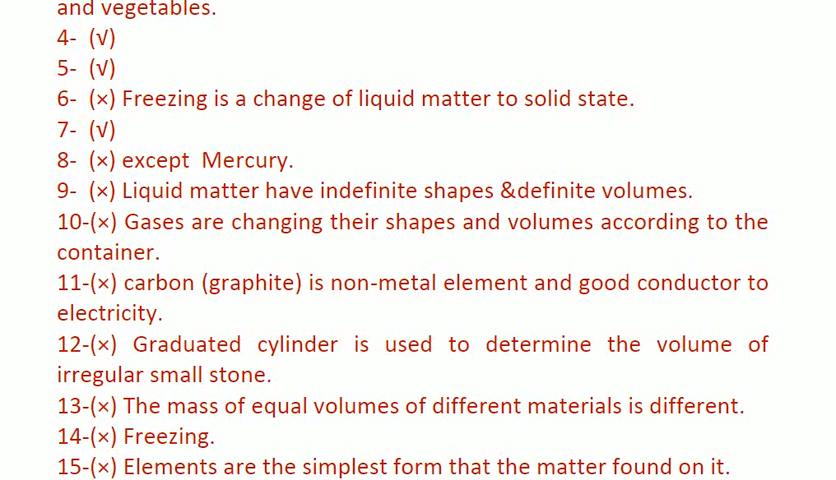 and vegetables.
4- (√)
5- (√)
6- (×) Freezing is a change of liquid matter to solid state.
7- (√)
8- (×) except Mercury.
9- (×) Liquid matter have indefinite shapes &definite volumes.
10-(×) Gases are changing their shapes and volumes according to the
container.
11-(×) carbon (graphite) is non-metal element and good conductor to
electricity.
12-(×) Graduated cylinder is used to determine the volume of
irregular small stone.
13-(×) The mass of equal volumes of different materials is different.
14-(×) Freezing.
15-(×) Elements are the simplest form that the matter found on it.